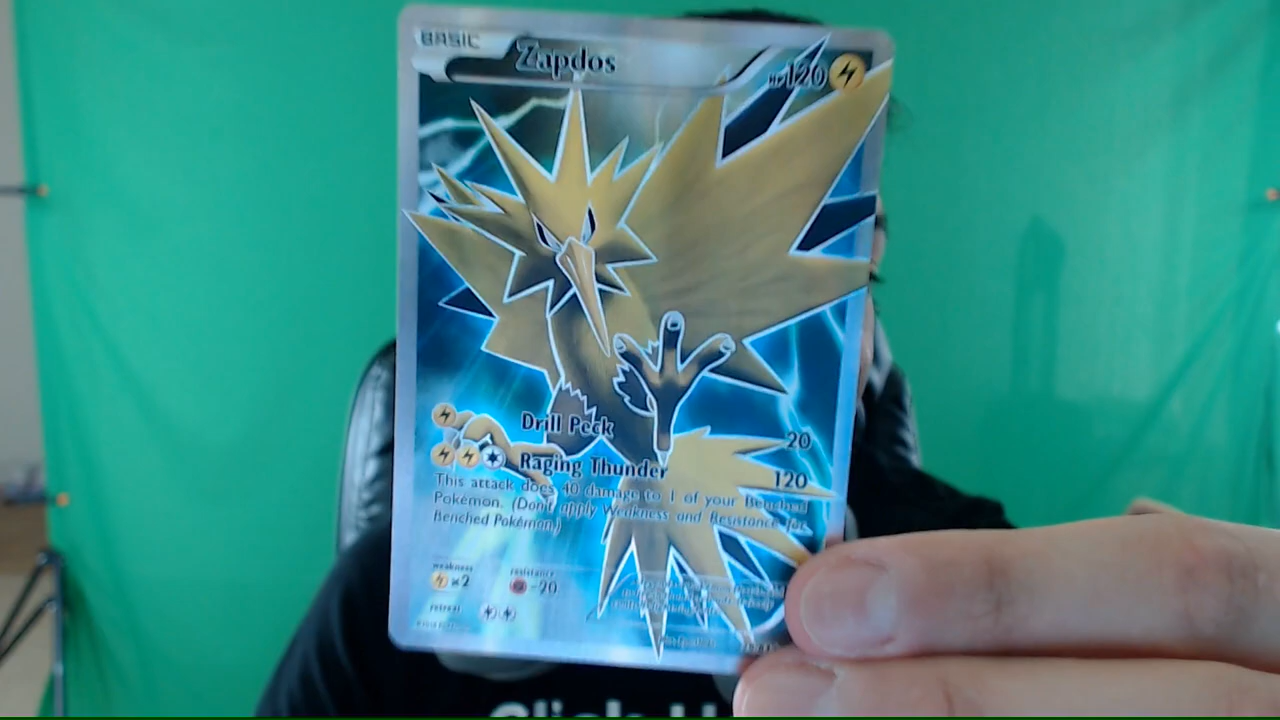 BASIC Zapdos HP120
Drill Peck 20
Raging Thunder 120
This attack does 40 damage to 1 of your Benched
Pokémon. (Don't apply Weakness and Resistance for
Benched Pokémon.)
weakness resistance
×2 -20
retreat
Click